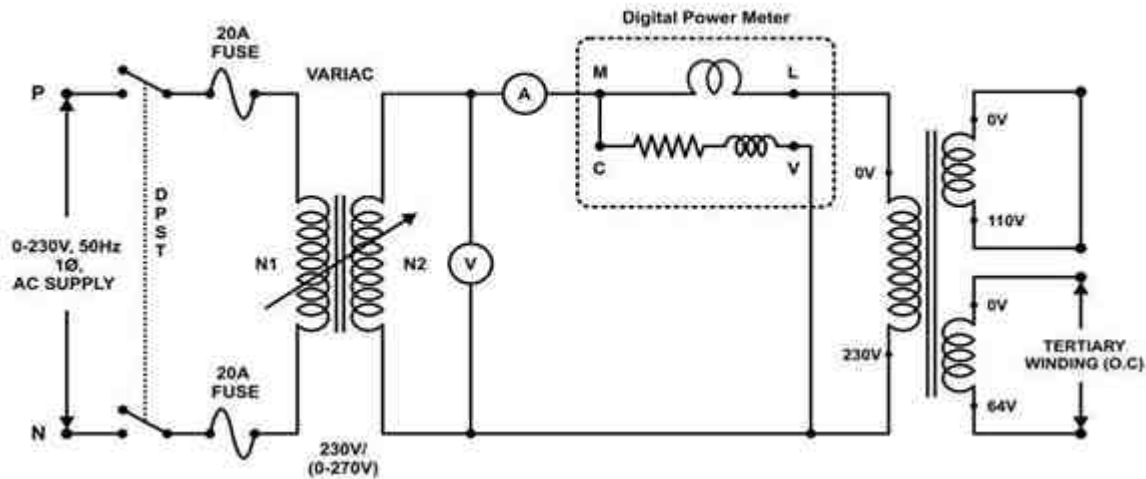 Digital Power Meter
20A
FUSE
VARIAC
M
L
A
P
C
V
0V
0V
110V
D
P
S
T
0-230V, 50Hz
1Ø,
AC SUPPLY
N1
N2
V
0V
TERTIARY
WINDING (O.C)
230V
64V
20A
FUSE
N
230V/
(0-270V)